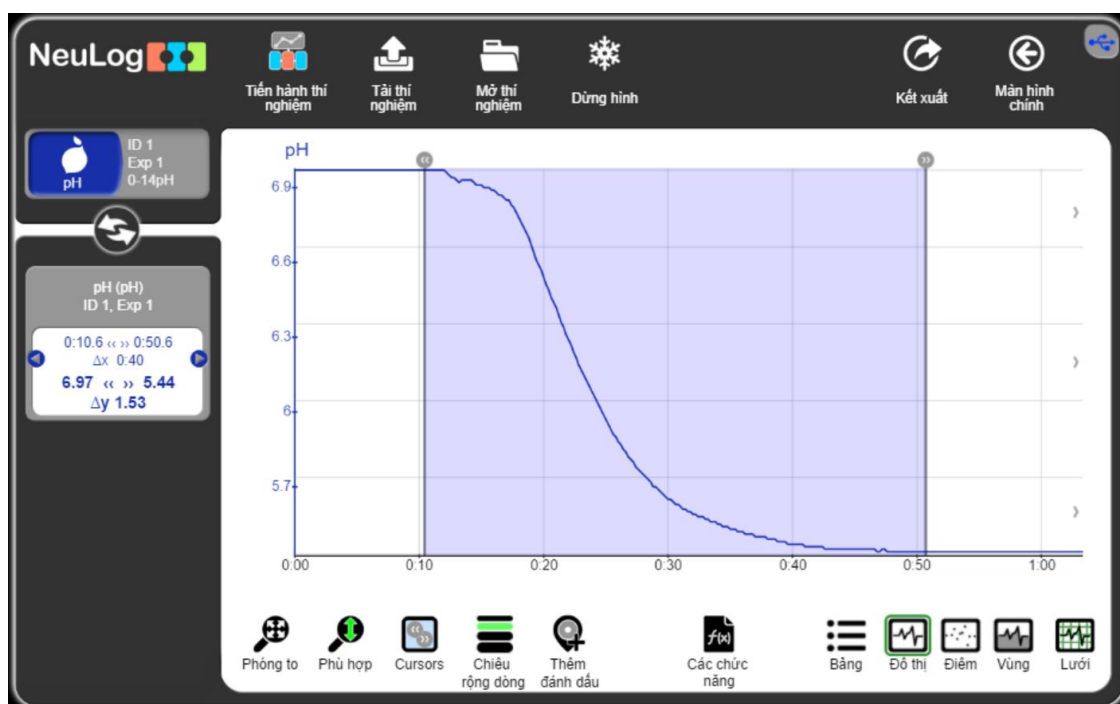 NeuLog
Tiến hành thí
nghiệm
Tải thí
nghiệm
Mở thí
nghiệm
Dừng hình
Kết xuất
Màn hình
chính
pH
ID 1
Exp 1
0-14pH
pH (pH)
ID 1, Exp 1
0:10.6 ‹‹ ›› 0:50.6
Δx 0:40
6.97 ‹‹ ›› 5.44
Δy 1.53
pH
6.9
6.6
6.3
6
5.7
0:00 0:10 0:20 0:30 0:40 0:50 1:00
Phóng to
Phù hợp
Cursors
Chiều
rộng dòng
Thêm
đánh dấu
f(x)
Các chức
năng
Bảng
Đồ thị
Điểm
Vùng
Lưới